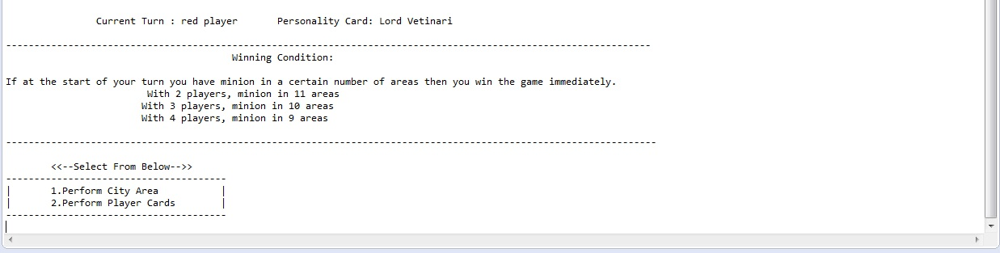 Current Turn : red player       Personality Card: Lord Vetinari
------------------------------------------------------------------------------------------------------------------
Winning Condition:
If at the start of your turn you have minion in a certain number of areas then you win the game immediately.
With 2 players, minion in 11 areas
With 3 players, minion in 10 areas
With 4 players, minion in 9 areas
-------------------------------------------------------------------------------------------------------------------
<<--Select From Below-->>
---------------------------------------
|       1.Perform City Area           |
|       2.Perform Player Cards        |
---------------------------------------